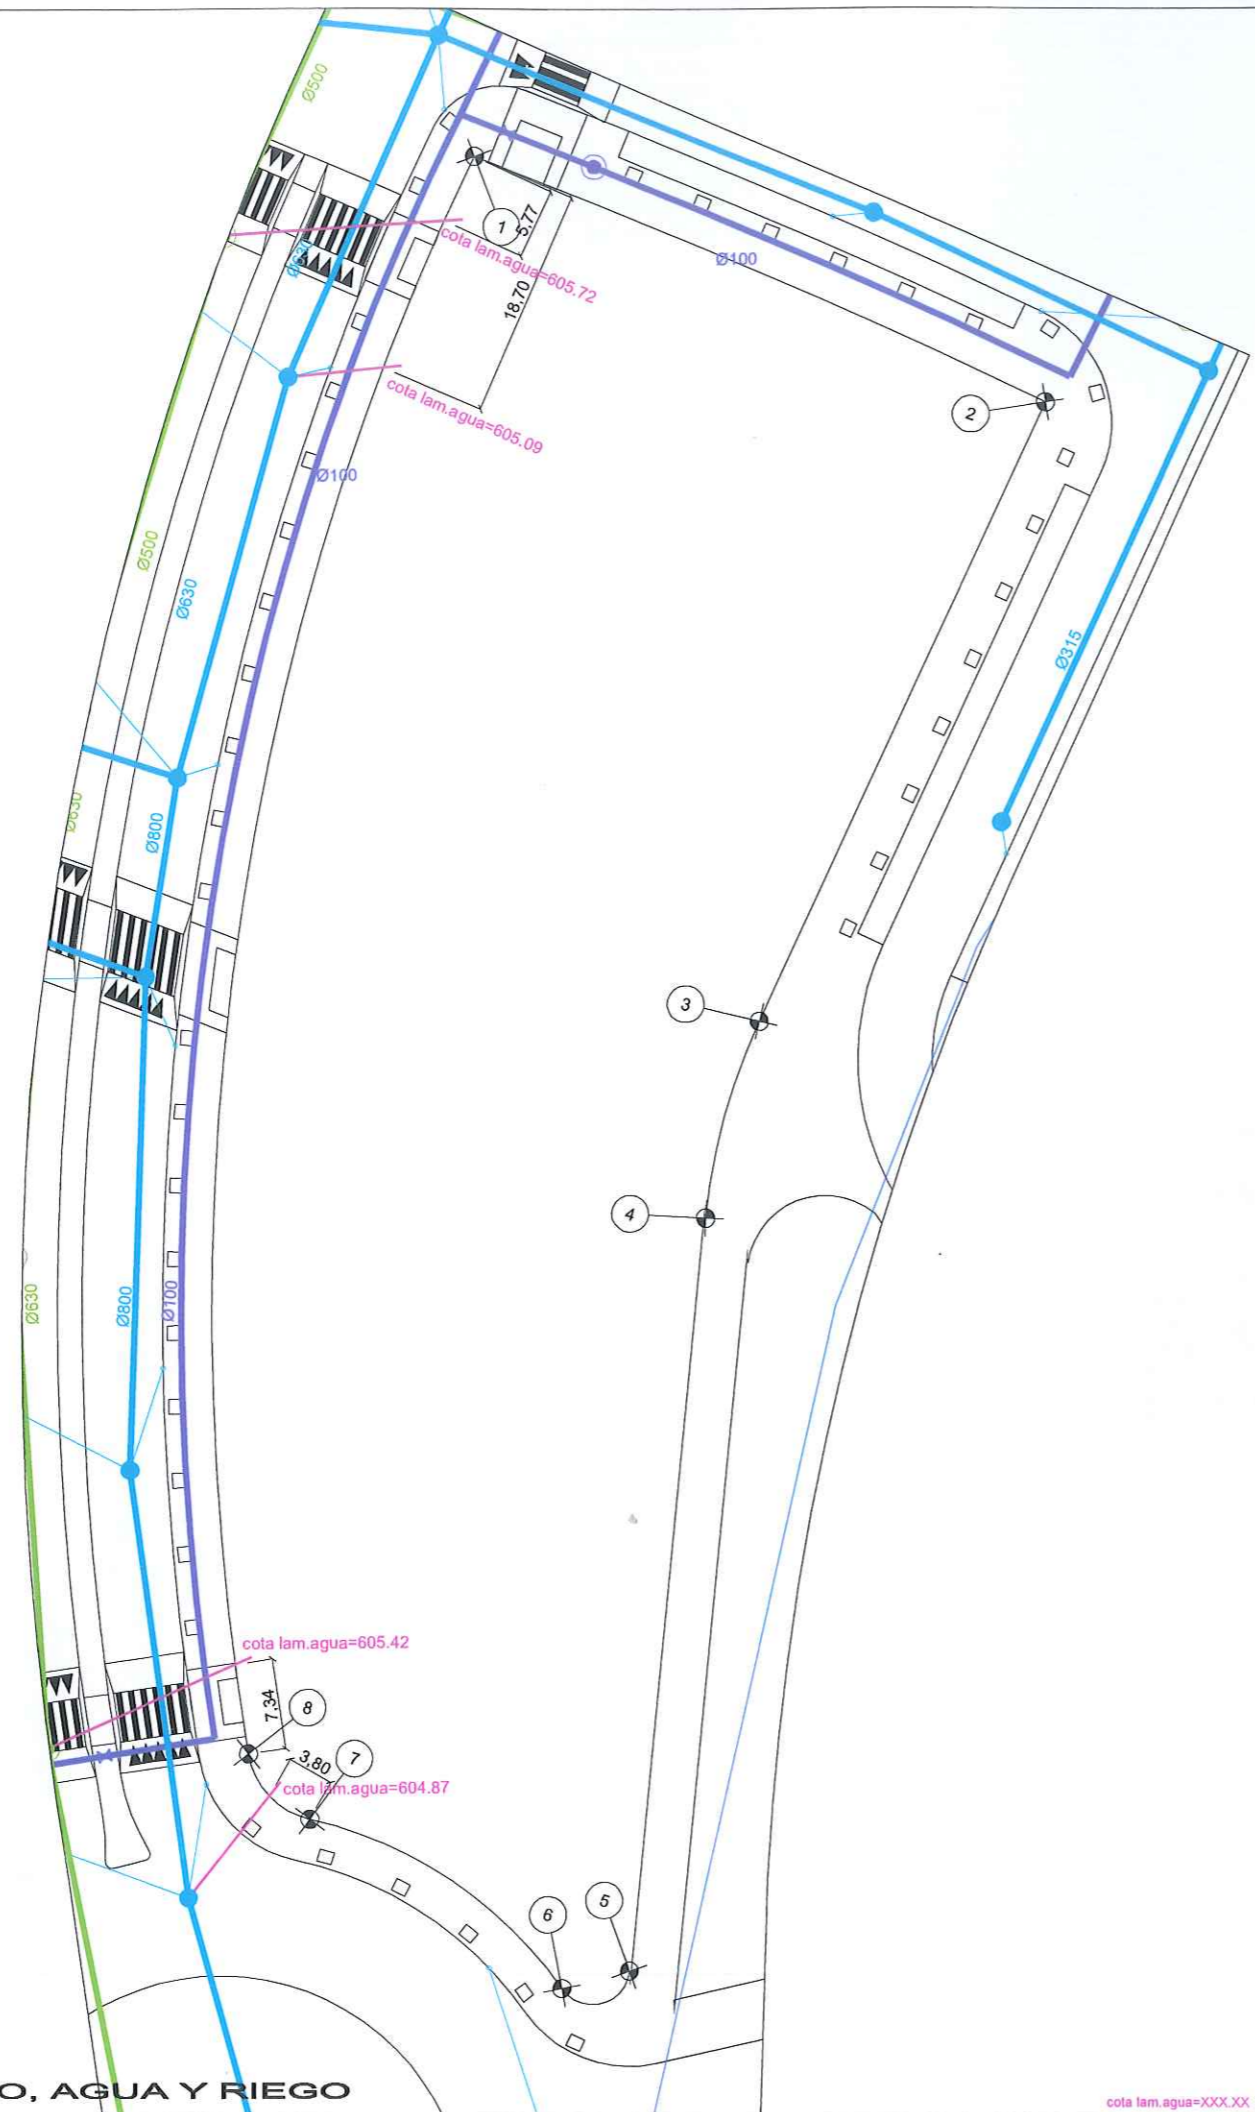 Ø500
1
5,77
cota lam.agua=605.72
Ø630
Ø100
18,70
cota lam.agua=605.09
2
Ø100
Ø500
Ø630
Ø315
Ø630
Ø800
3
4
Ø630
Ø800
Ø100
cota lam.agua=605.42
7,34
8
3,80
7
cota lam.agua=604.87
6
5
O, AGUA Y RIEGO
cota lam.agua=XXX.XX